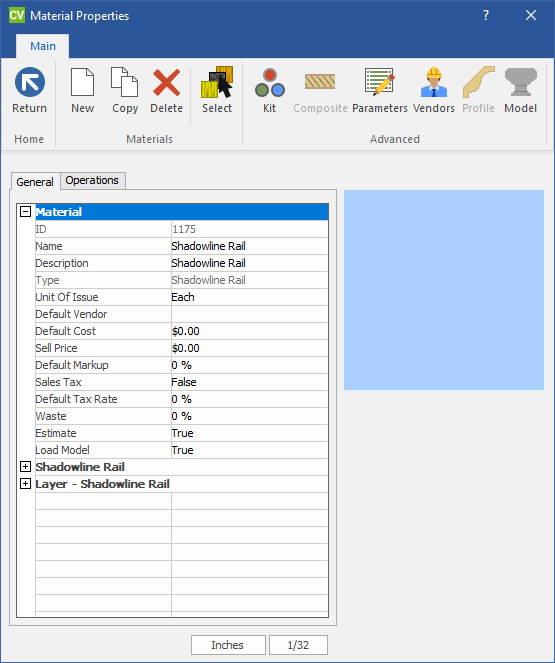 CV Material Properties ?
Main
Return New Copy Delete Select Kit Composite Parameters Vendors Profile Model
Home Materials Advanced
General Operations
Material
ID 1175
Name Shadowline Rail
Description Shadowline Rail
Type Shadowline Rail
Unit Of Issue Each
Default Vendor
Default Cost $0.00
Sell Price $0.00
Default Markup 0 %
Sales Tax False
Default Tax Rate 0 %
Waste 0 %
Estimate True
Load Model True
Shadowline Rail
Layer - Shadowline Rail
Inches 1/32